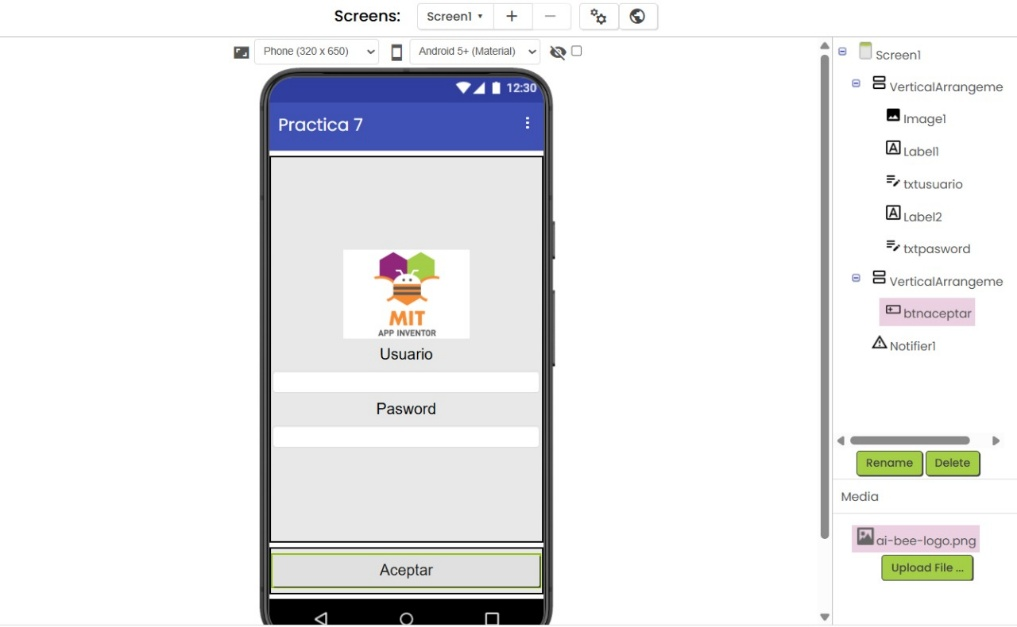 Screens:
Screen1
Phone (320 x 650)
Android 5+ (Material)
12:30
Practica 7
MIT
APP INVENTOR
Usuario
Pasword
Aceptar
Screen1
VerticalArrangeme
Image1
Label1
txtusuario
Label2
txtpasword
VerticalArrangeme
btnaceptar
Notifier1
Rename
Delete
Media
ai-bee-logo.png
Upload File ...